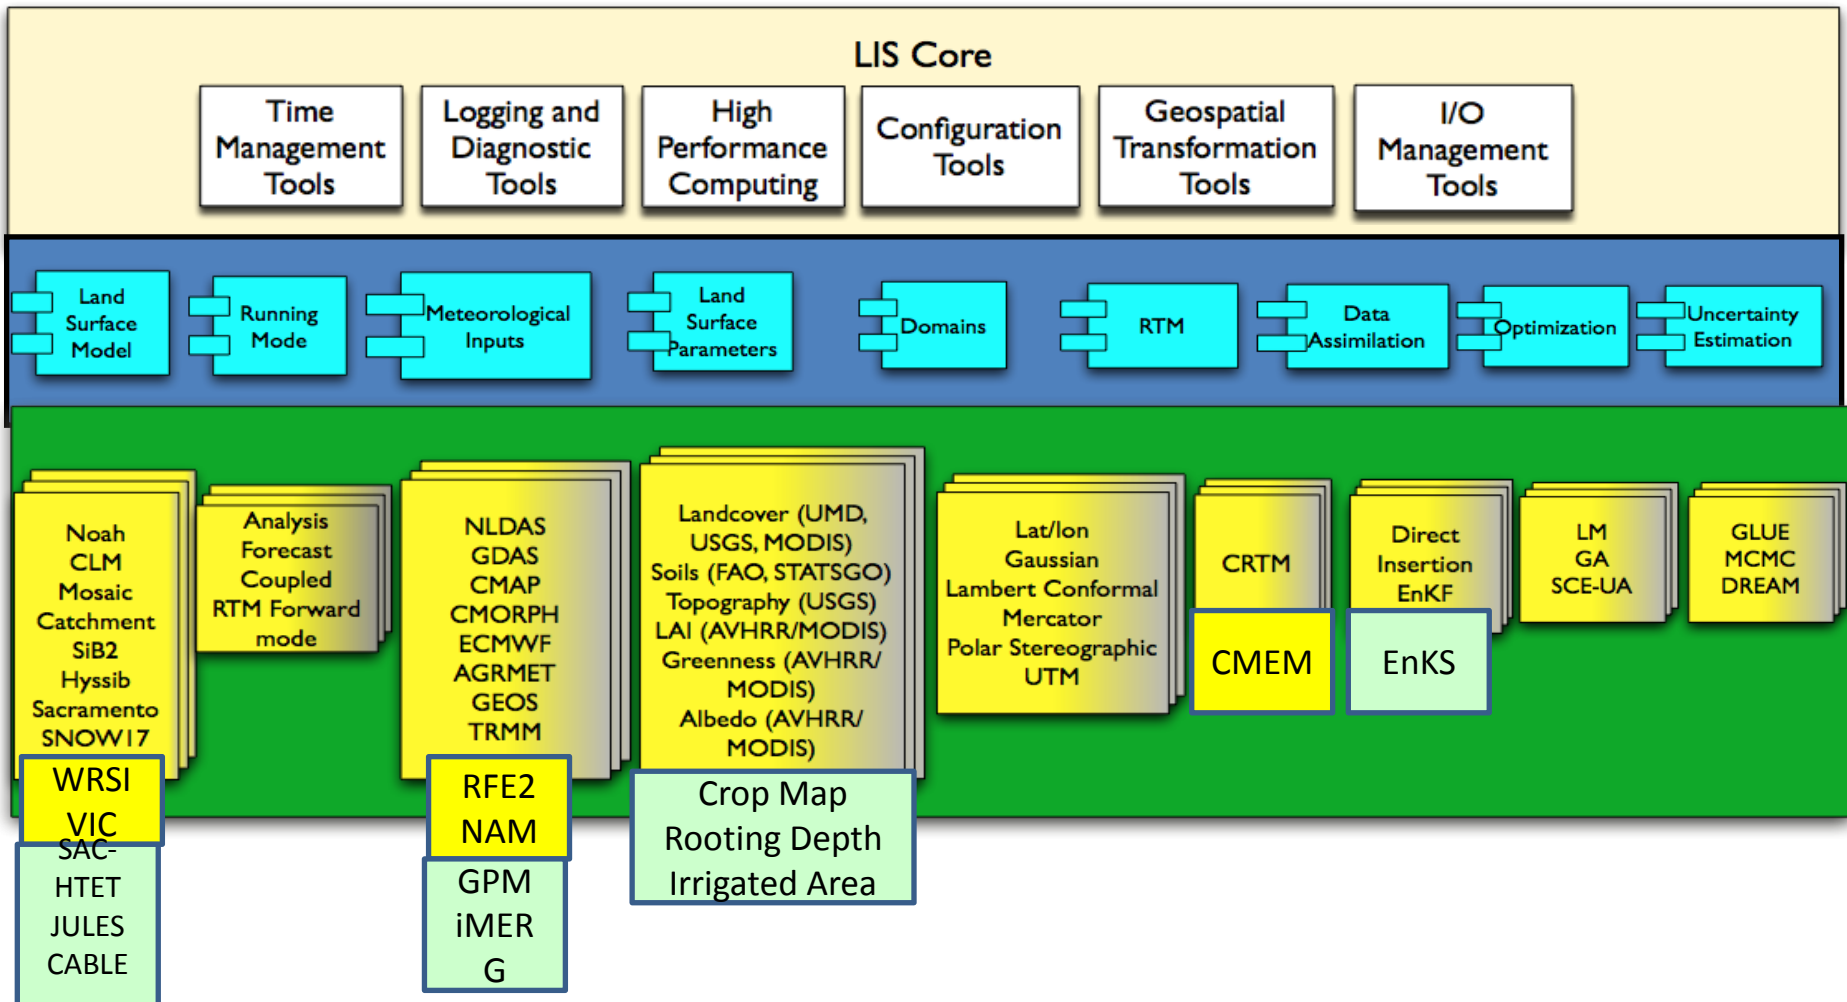 LIS Core
Time
Management
Tools
Logging and
Diagnostic
Tools
High
Performance
Computing
Configuration
Tools
Geospatial
Transformation
Tools
I/O
Management
Tools
Land
Surface
Model
Running
Mode
Meteorological
Inputs
Land
Surface
Parameters
Domains
RTM
Data
Assimilation
Optimization
Uncertainty
Estimation
Noah
CLM
Mosaic
Catchment
SiB2
Hyssib
Sacramento
SNOW17
WRSI
VIC
SAC-
HTET
JULES
CABLE
Analysis
Forecast
Coupled
RTM Forward
mode
NLDAS
GDAS
CMAP
CMORPH
ECMWF
AGRMET
GEOS
TRMM
RFE2
NAM
GPM
iMER
G
Landcover (UMD,
USGS, MODIS)
Soils (FAO, STATSGO)
Topography (USGS)
LAI (AVHRR/MODIS)
Greenness (AVHRR/
MODIS)
Albedo (AVHRR/
MODIS)
Crop Map
Rooting Depth
Irrigated Area
Lat/lon
Gaussian
Lambert Conformal
Mercator
Polar Stereographic
UTM
CRTM
CMEM
Direct
Insertion
EnKF
EnKS
LM
GA
SCE-UA
GLUE
MCMC
DREAM